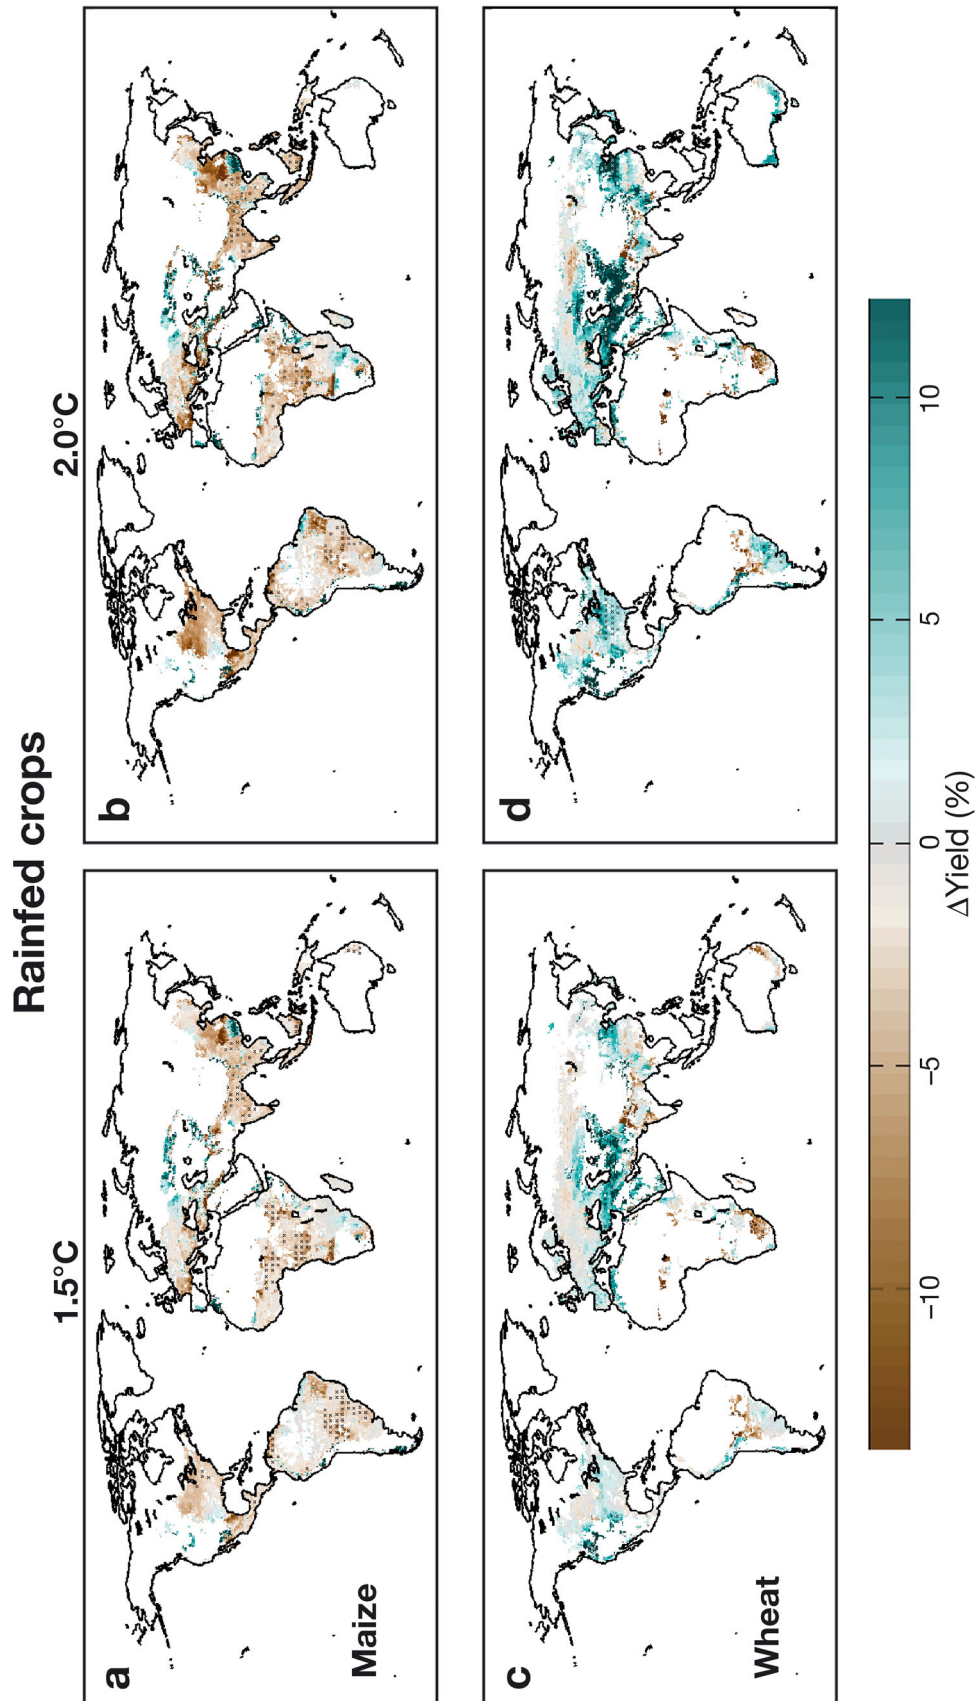 Rainfed crops
1.5°C
2.0°C
a
Maize
b
c
Wheat
d
−10
−5
0
5
10
ΔYield (%)